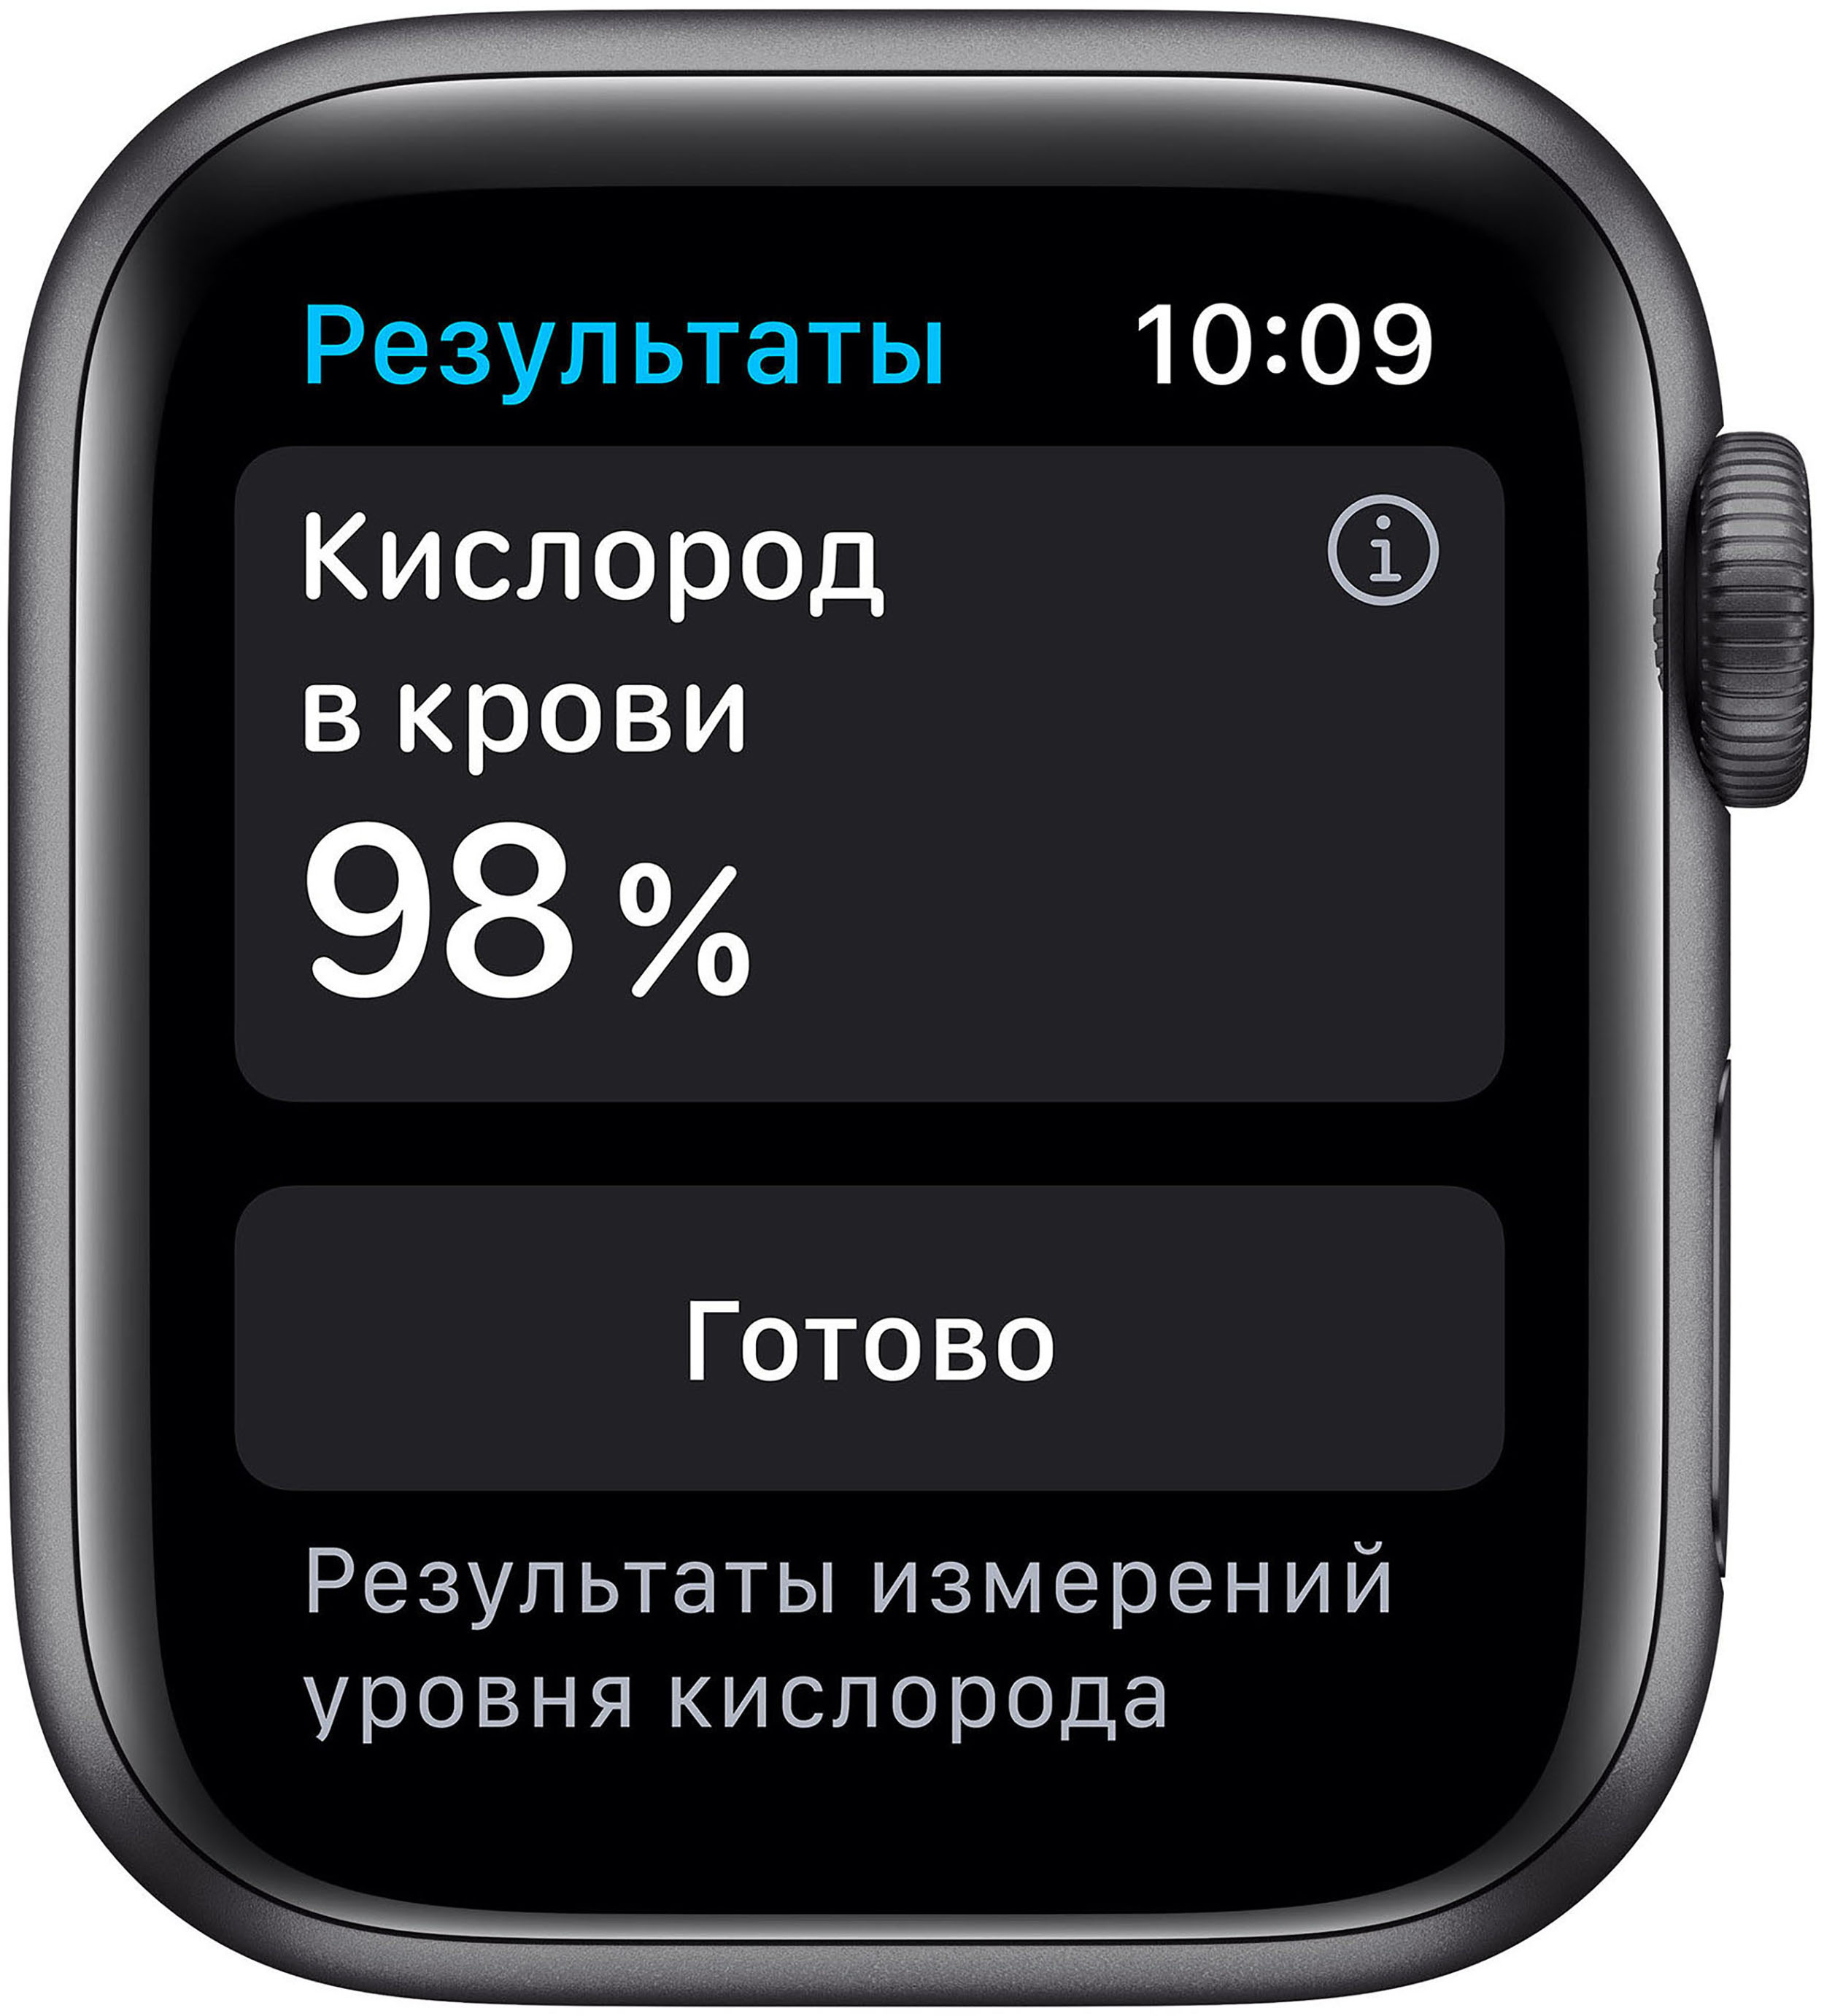 Результаты 10:09
Кислород
в крови
98 %
Готово
Результаты измерений
уровня кислорода